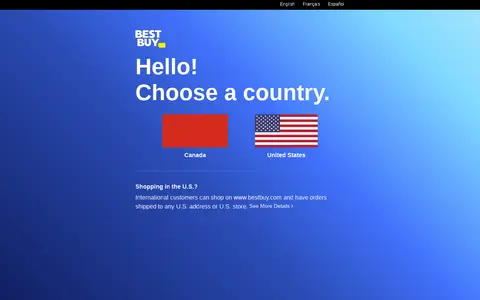 English Français Español
BEST
BUY
Hello!
Choose a country.
Canada United States
Shopping in the U.S.?
International customers can shop on www.bestbuy.com and have orders
shipped to any U.S. address or U.S. store. See More Details ›